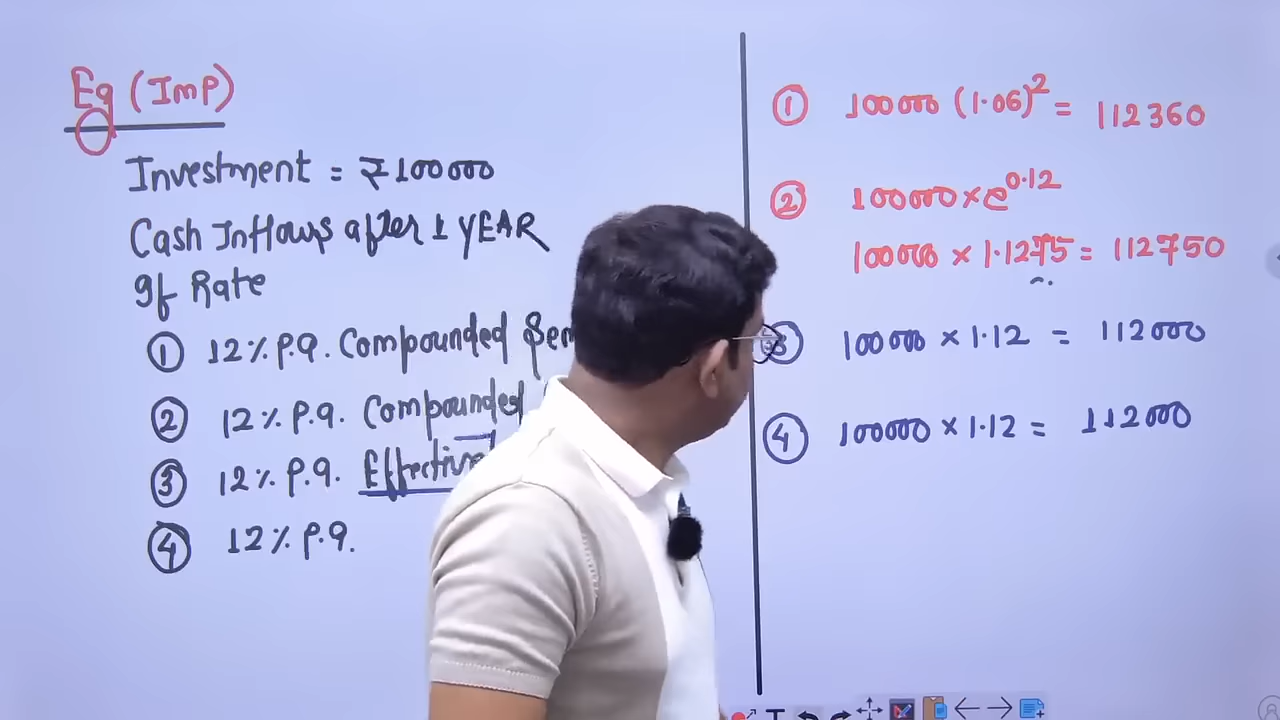 Eg (Imp)
Investment = ₹100000
Cash Inflows after 1 YEAR
If Rate
① 12% p.a. Compounded
② 12% p.a. Compounded
③ 12% p.a. Effective
④ 12% p.a.
① 100000 (1.06)² = 112360
② 100000 × e^0.12
100000 × 1.1275 = 112750
③ 100000 × 1.12 = 112000
④ 100000 × 1.12 = 112000